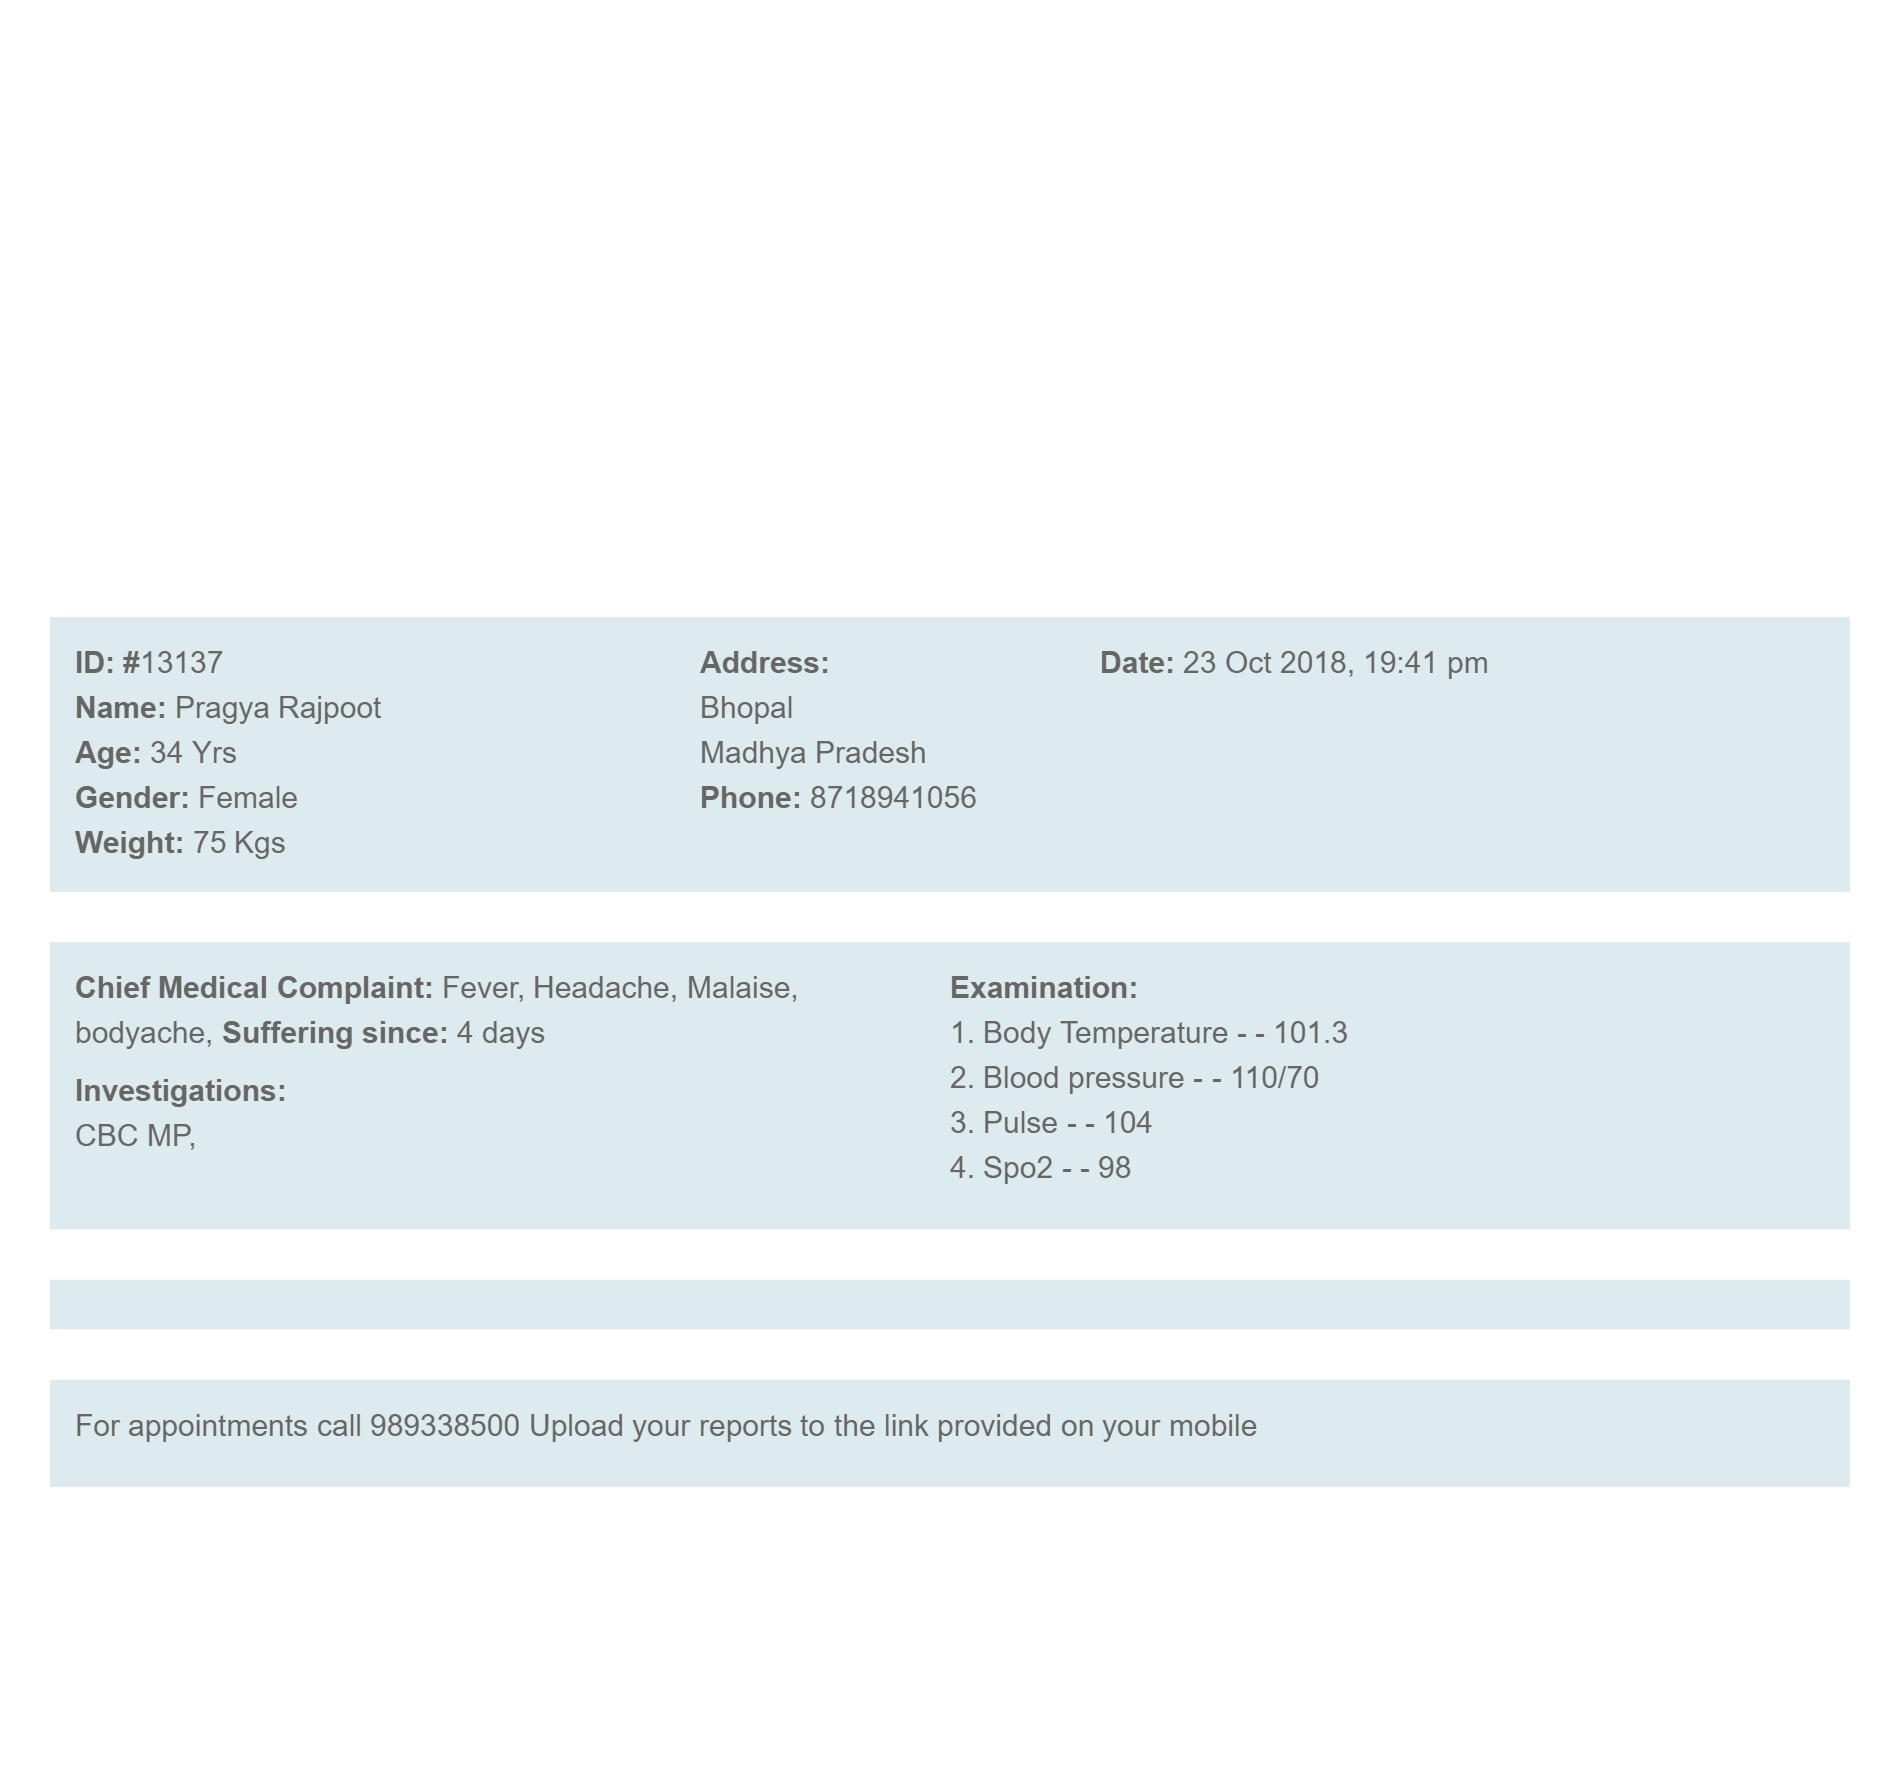 ID: #13137
Name: Pragya Rajpoot
Age: 34 Yrs
Gender: Female
Weight: 75 Kgs
Address:
Bhopal
Madhya Pradesh
Phone: 8718941056
Date: 23 Oct 2018, 19:41 pm
Chief Medical Complaint: Fever, Headache, Malaise,
bodyache, Suffering since: 4 days
Investigations:
CBC MP,
Examination:
1. Body Temperature - - 101.3
2. Blood pressure - - 110/70
3. Pulse - - 104
4. Spo2 - - 98
For appointments call 989338500 Upload your reports to the link provided on your mobile